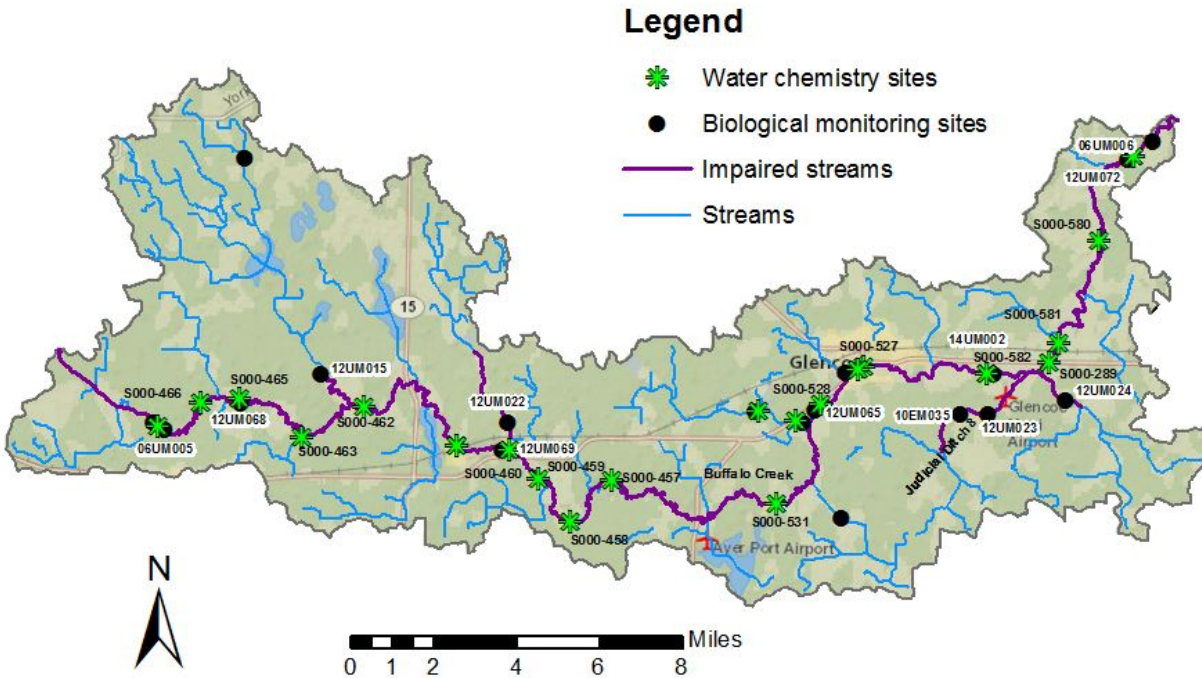 Legend
Water chemistry sites
Biological monitoring sites
Impaired streams
Streams
York
06UM006
12UM072
S000-580
15
S000-581
S000-527
14UM002
Glencoe
S000-582
S000-289
S000-466
S000-465
12UM015
12UM068
S000-462
12UM022
S000-528
12UM065
10EM035
12UM024
Glencoe
12UM023
Airport
06UM005
S000-463
12UM069
S000-460
S000-459
S000-457
Buffalo Creek
Judicial Ditch 8
S000-531
S000-458
Ayer Port Airport
N
Miles
0 1 2 4 6 8